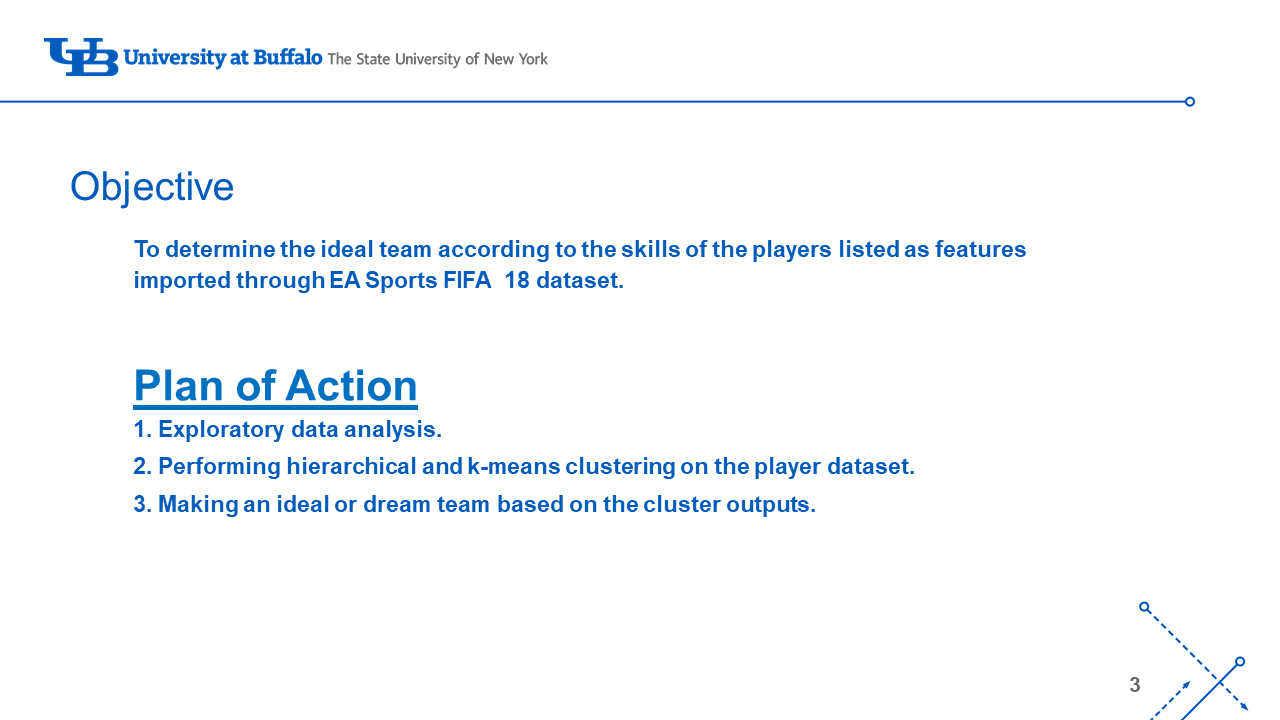 UB University at Buffalo The State University of New York
Objective
To determine the ideal team according to the skills of the players listed as features
imported through EA Sports FIFA  18 dataset.
Plan of Action
1. Exploratory data analysis.
2. Performing hierarchical and k-means clustering on the player dataset.
3. Making an ideal or dream team based on the cluster outputs.
3